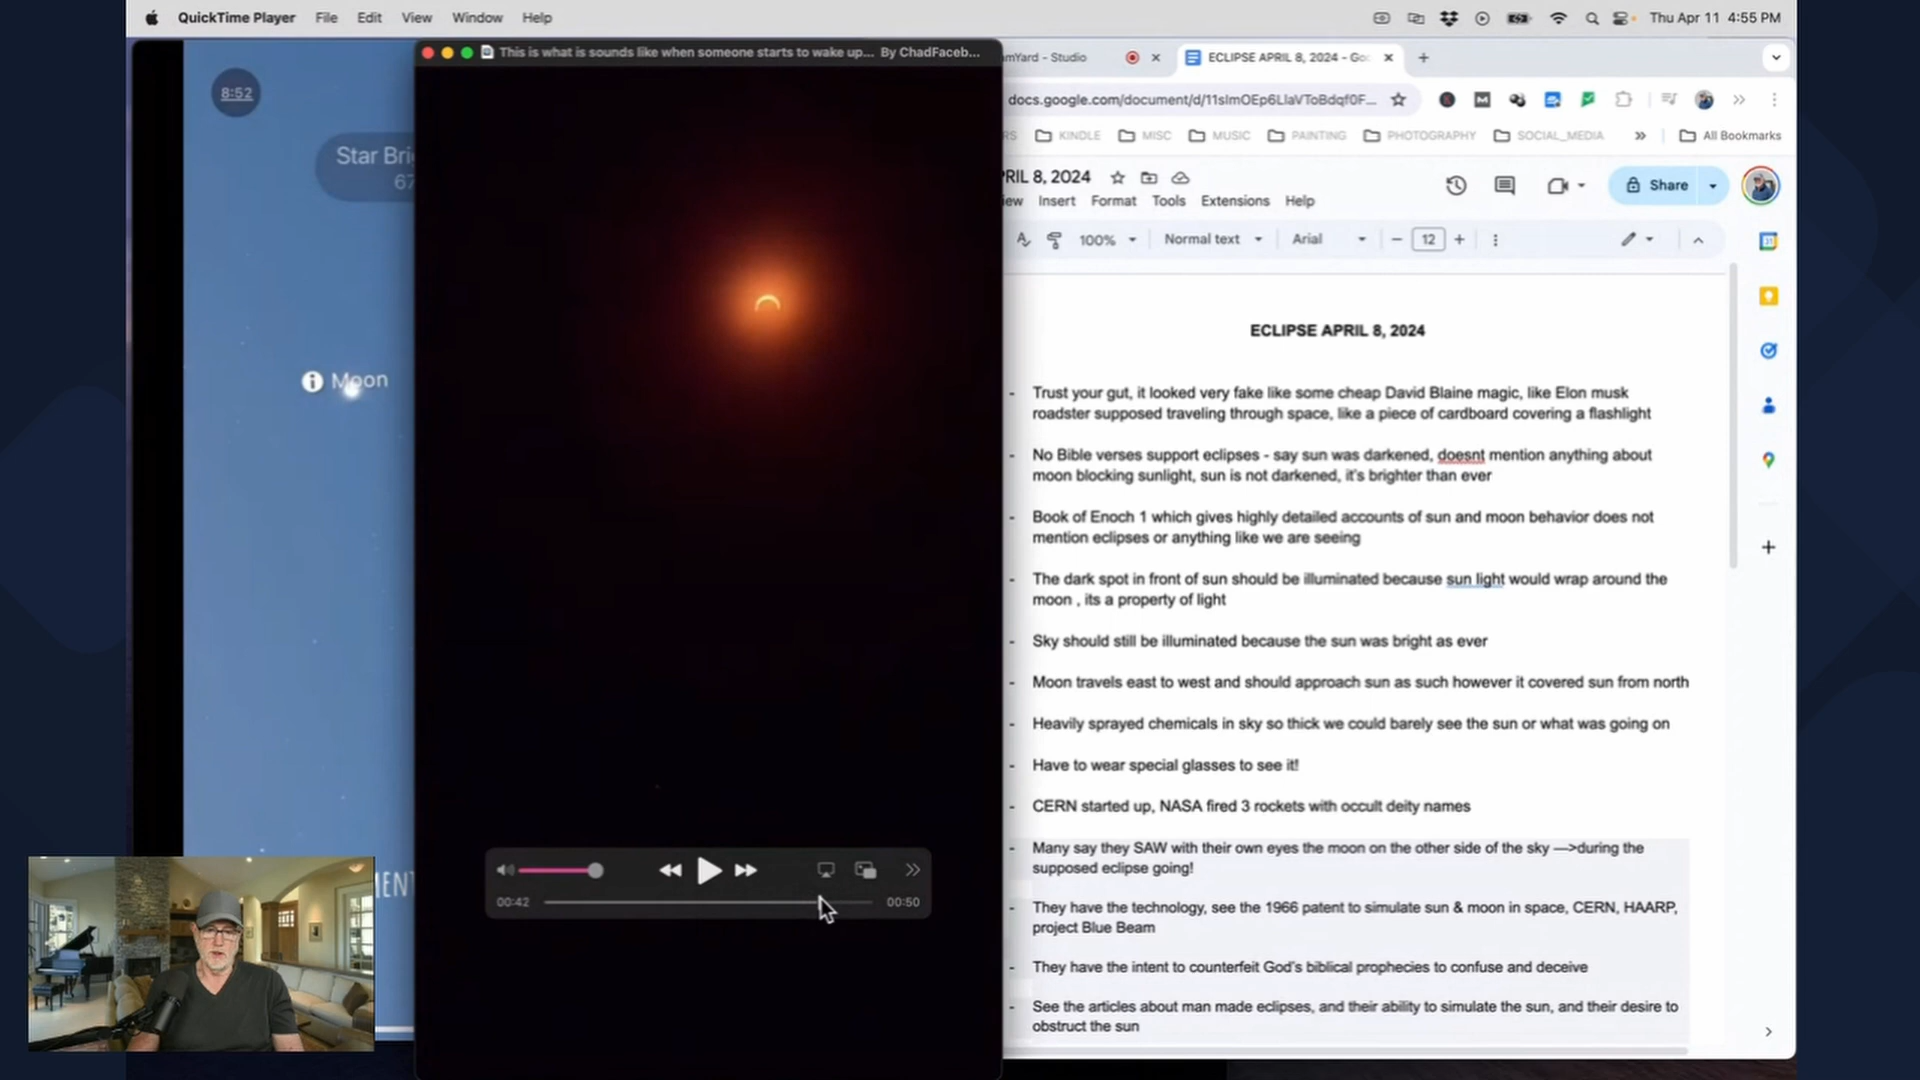 QuickTime Player File Edit View Window Help Thu Apr 11 4:55 PM
This is what is sounds like when someone starts to wake up... By ChadFaceb...
mYard - Studio ECLIPSE APRIL 8, 2024 - Goo
8:52
docs.google.com/document/d/11sImOEp6LlaVToBdqf0F...
RS KINDLE MISC MUSIC PAINTING PHOTOGRAPHY SOCIAL_MEDIA All Bookmarks
Star Bri
67
RIL 8, 2024
Share
iew Insert Format Tools Extensions Help
100% Normal text Arial 12
Moon
ECLIPSE APRIL 8, 2024
- Trust your gut, it looked very fake like some cheap David Blaine magic, like Elon musk
roadster supposed traveling through space, like a piece of cardboard covering a flashlight
- No Bible verses support eclipses - say sun was darkened, doesnt mention anything about
moon blocking sunlight, sun is not darkened, it's brighter than ever
- Book of Enoch 1 which gives highly detailed accounts of sun and moon behavior does not
mention eclipses or anything like we are seeing
- The dark spot in front of sun should be illuminated because sun light would wrap around the
moon , its a property of light
- Sky should still be illuminated because the sun was bright as ever
- Moon travels east to west and should approach sun as such however it covered sun from north
- Heavily sprayed chemicals in sky so thick we could barely see the sun or what was going on
- Have to wear special glasses to see it!
- CERN started up, NASA fired 3 rockets with occult deity names
- Many say they SAW with their own eyes the moon on the other side of the sky —>during the
supposed eclipse going!
- They have the technology, see the 1966 patent to simulate sun & moon in space, CERN, HAARP,
project Blue Beam
- They have the intent to counterfeit God's biblical prophecies to confuse and deceive
- See the articles about man made eclipses, and their ability to simulate the sun, and their desire to
obstruct the sun
00:42 00:50
MENT